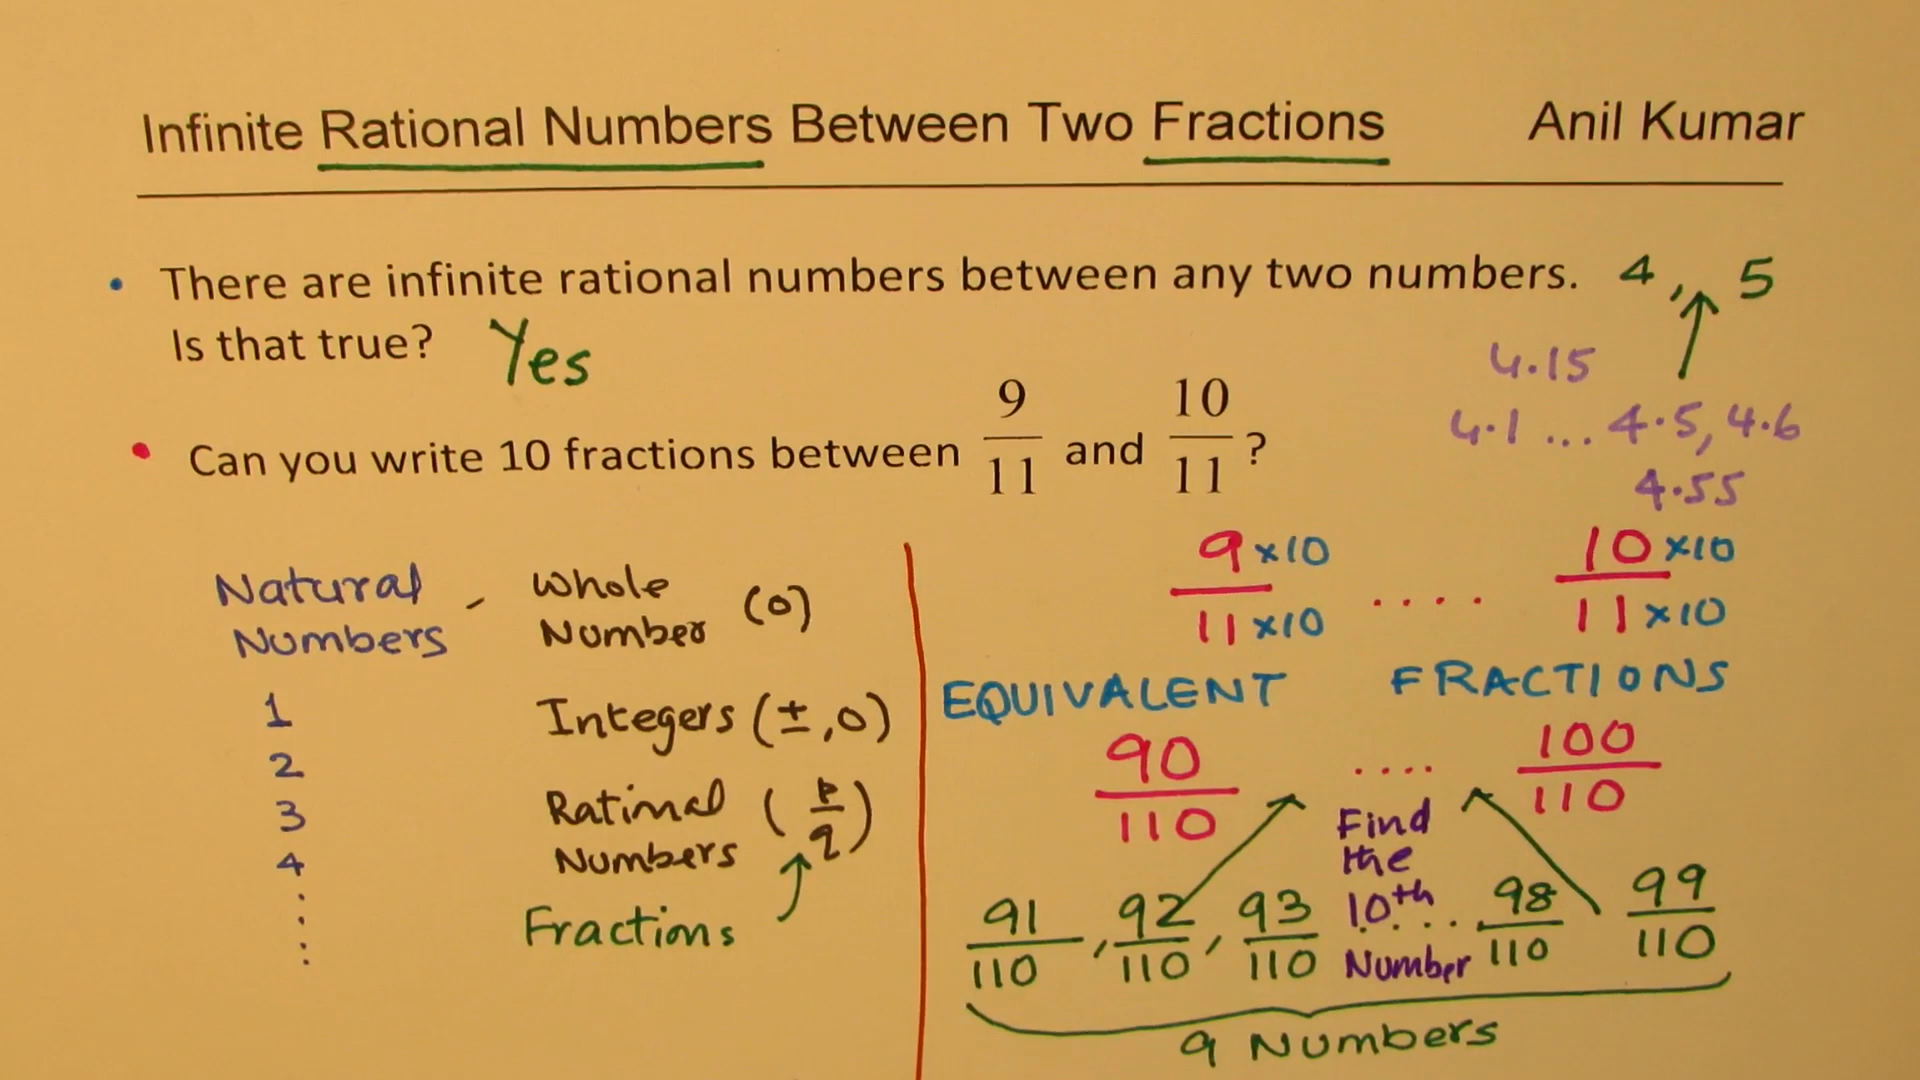 Infinite Rational Numbers Between Two Fractions Anil Kumar
• There are infinite rational numbers between any two numbers. 4, 5
Is that true? Yes
4.15
4.1 ... 4.5, 4.6
4.55
• Can you write 10 fractions between 9/11 and 10/11 ?
Natural Numbers - Whole Number (0)
1
2
3
4
Integers (±,0)
Rational Numbers (p/q)
Fractions
9×10/11×10 .... 10×10/11×10
EQUIVALENT FRACTIONS
90/110 .... 100/110
Find the 10th Number
91/110, 92/110, 93/110 .... 98/110 99/110
9 Numbers